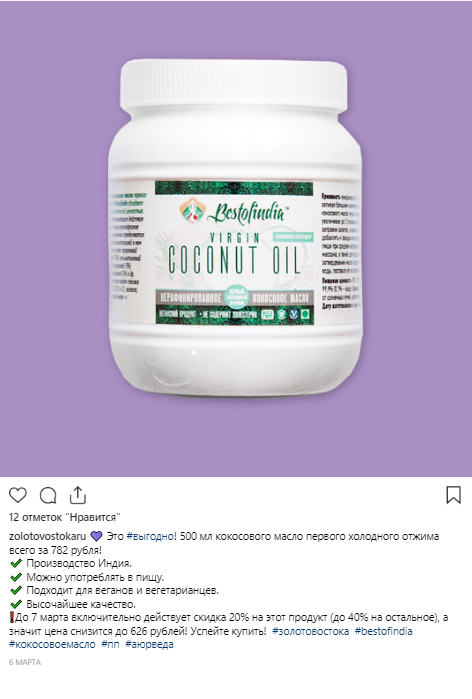 Bestofindia™
VIRGIN
COCONUT OIL
НЕРАФИНИРОВАННОЕ КОКОСОВОЕ МАСЛО
ВЕГАНСКИЙ ПРОДУКТ • НЕ СОДЕРЖИТ ХОЛЕСТЕРИН
12 отметок "Нравится"
zolotovostokaru 💜 Это #выгодно! 500 мл кокосового масла первого холодного отжима
всего за 782 рубля!
✔ Производство Индия.
✔ Можно употреблять в пищу.
✔ Подходит для веганов и вегетарианцев.
✔ Высочайшее качество.
❗До 7 марта включительно действует скидка 20% на этот продукт (до 40% на остальное), а
значит цена снизится до 626 рублей! Успейте купить! #золотовостока #bestofindia
#кокосовоемасло #пп #аюрведа
6 МАРТА